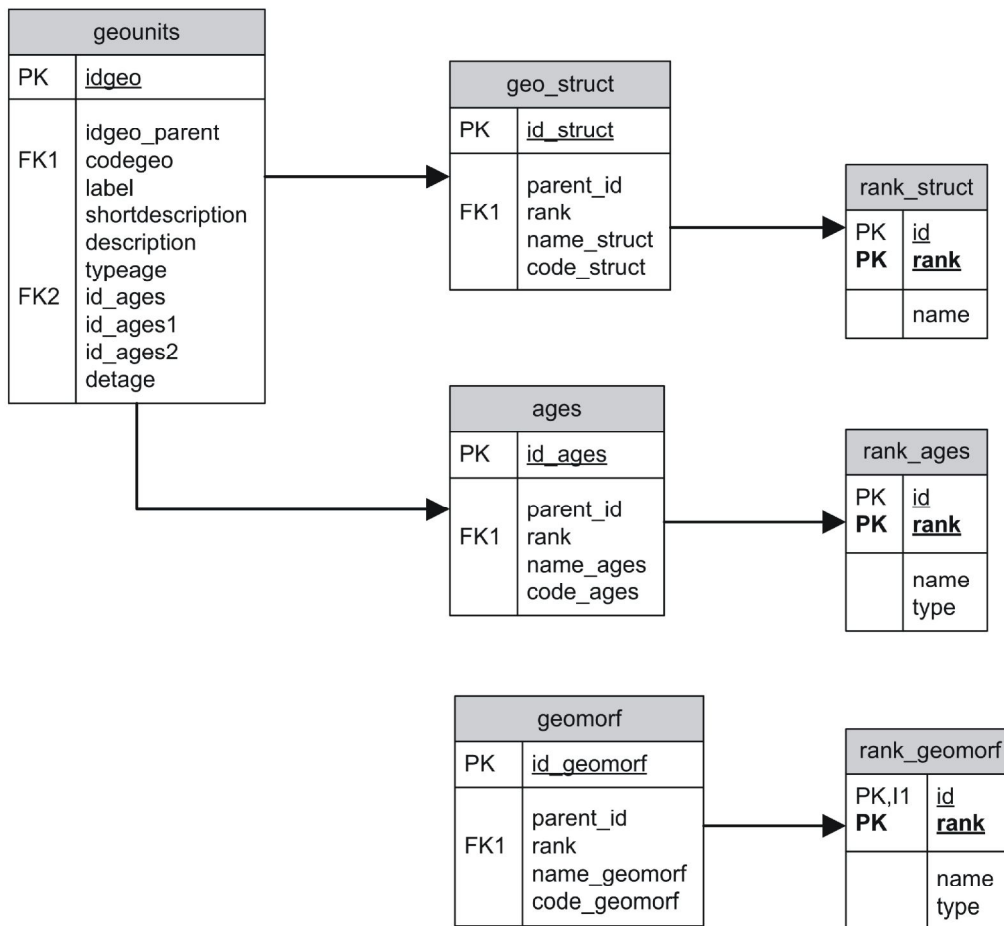 geounits
PK idgeo
idgeo_parent
FK1 codegeo
label
shortdescription
description
typeage
FK2 id_ages
id_ages1
id_ages2
detage
geo_struct
PK id_struct
parent_id
FK1 rank
name_struct
code_struct
rank_struct
PK id
PK rank
name
ages
PK id_ages
parent_id
FK1 rank
name_ages
code_ages
rank_ages
PK id
PK rank
name
type
geomorf
PK id_geomorf
parent_id
FK1 rank
name_geomorf
code_geomorf
rank_geomorf
PK,I1 id
PK rank
name
type